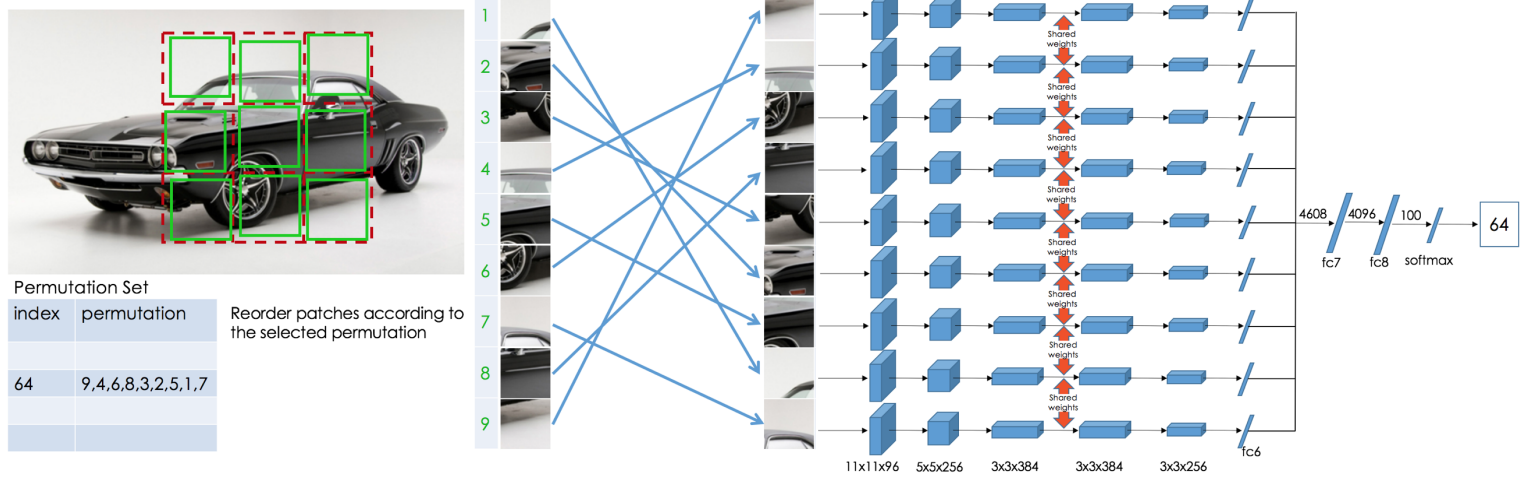 Permutation Set
index permutation
64 9,4,6,8,3,2,5,1,7
Reorder patches according to
the selected permutation
1
2
3
4
5
6
7
8
9
Shared
weights
Shared
weights
Shared
weights
Shared
weights
Shared
weights
Shared
weights
Shared
weights
Shared
weights
11x11x96 5x5x256 3x3x384 3x3x384 3x3x256
fc6
4608 4096 100
fc7 fc8 softmax
64